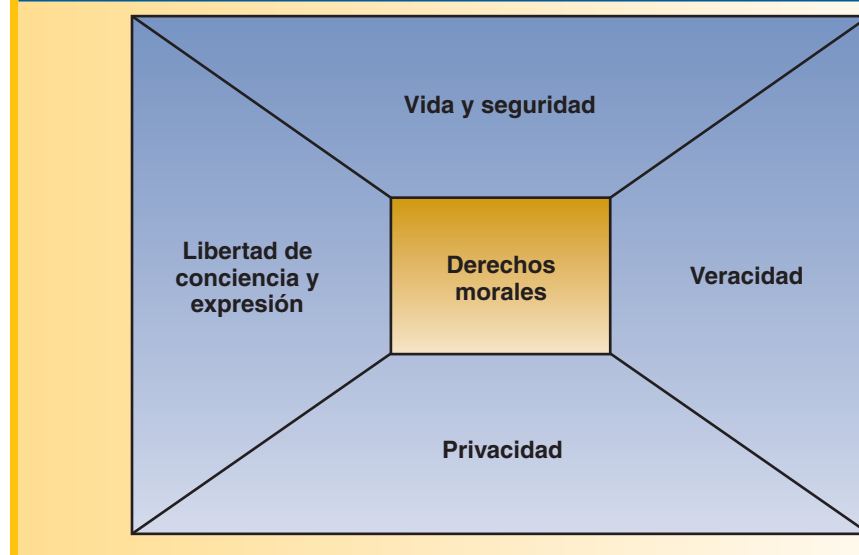 Vida y seguridad
Libertad de
conciencia y
expresión
Derechos
morales
Veracidad
Privacidad